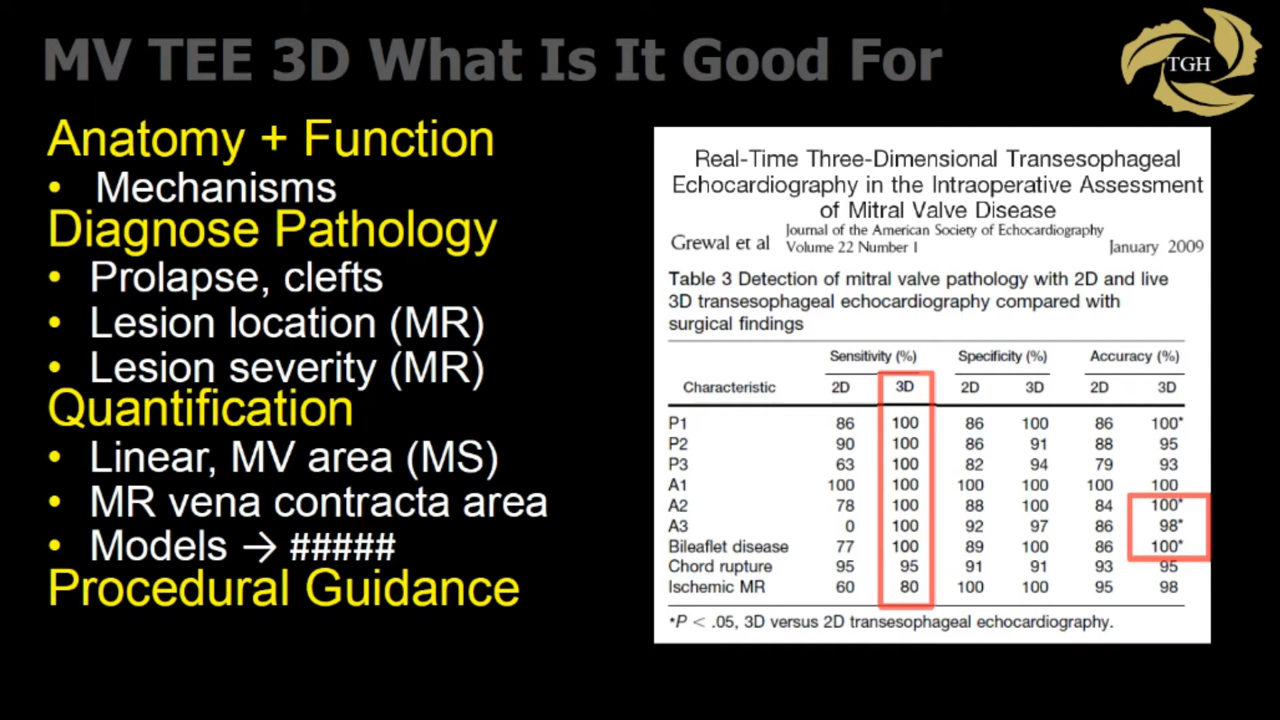 MV TEE 3D What Is It Good For
TGH
Anatomy + Function
• Mechanisms
Diagnose Pathology
• Prolapse, clefts
• Lesion location (MR)
• Lesion severity (MR)
Quantification
• Linear, MV area (MS)
• MR vena contracta area
• Models → #####
Procedural Guidance
Real-Time Three-Dimensional Transesophageal
Echocardiography in the Intraoperative Assessment
of Mitral Valve Disease
Grewal et al Journal of the American Society of Echocardiography
Volume 22 Number 1 January 2009
Table 3 Detection of mitral valve pathology with 2D and live
3D transesophageal echocardiography compared with
surgical findings
Sensitivity (%) Specificity (%) Accuracy (%)
Characteristic 2D 3D 2D 3D 2D 3D
P1 86 100 86 100 86 100*
P2 90 100 86 91 88 95
P3 63 100 82 94 79 93
A1 100 100 100 100 100 100
A2 78 100 88 100 84 100*
A3 0 100 92 97 86 98*
Bileaflet disease 77 100 89 100 86 100*
Chord rupture 95 95 91 91 93 95
Ischemic MR 60 80 100 100 95 98
*P < .05, 3D versus 2D transesophageal echocardiography.